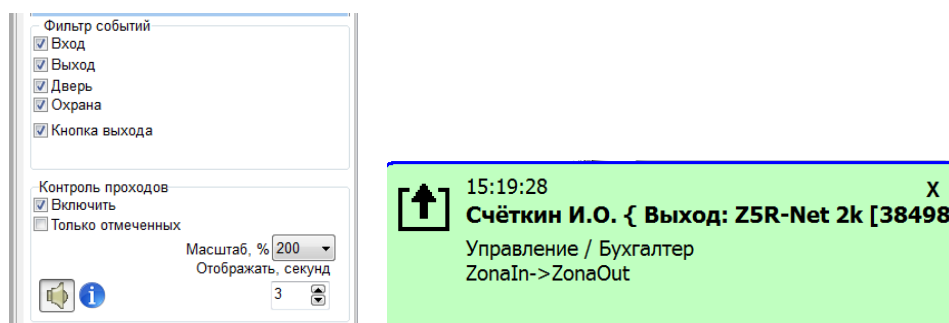 Фильтр событий
Вход
Выход
Дверь
Охрана
Кнопка выхода
Контроль проходов
Включить
Только отмеченных
Масштаб, % 200
Отображать, секунд
3
15:19:28 X
Счёткин И.О. { Выход: Z5R-Net 2k [38498
Управление / Бухгалтер
ZonaIn->ZonaOut